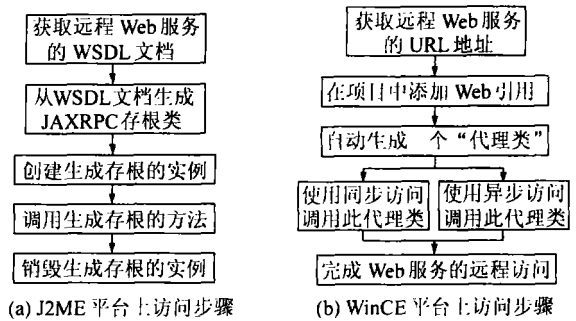 获取远程 Web 服务
的 WSDL 文档
从WSDL文档生成
JAXRPC存根类
创建生成存根的实例
调用生成存根的方法
销毁生成存根的实例
(a) J2ME 平台上访问步骤
获取远程 Web 服务
的 URL 地址
在项目中添加 Web 引用
自动生成 个“代理类”
使用同步访问
调用此代理类
使用异步访问
调用此代理类
完成 Web 服务的远程访问
(b) WinCE 平台上访问步骤